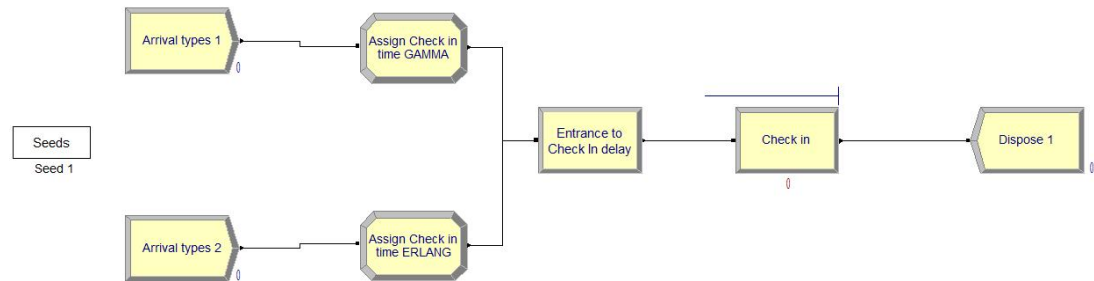 Arrival types 1
0
Assign Check in
time GAMMA
Seeds
Seed 1
Entrance to
Check In delay
Check in
0
Dispose 1
0
Arrival types 2
0
Assign Check in
time ERLANG